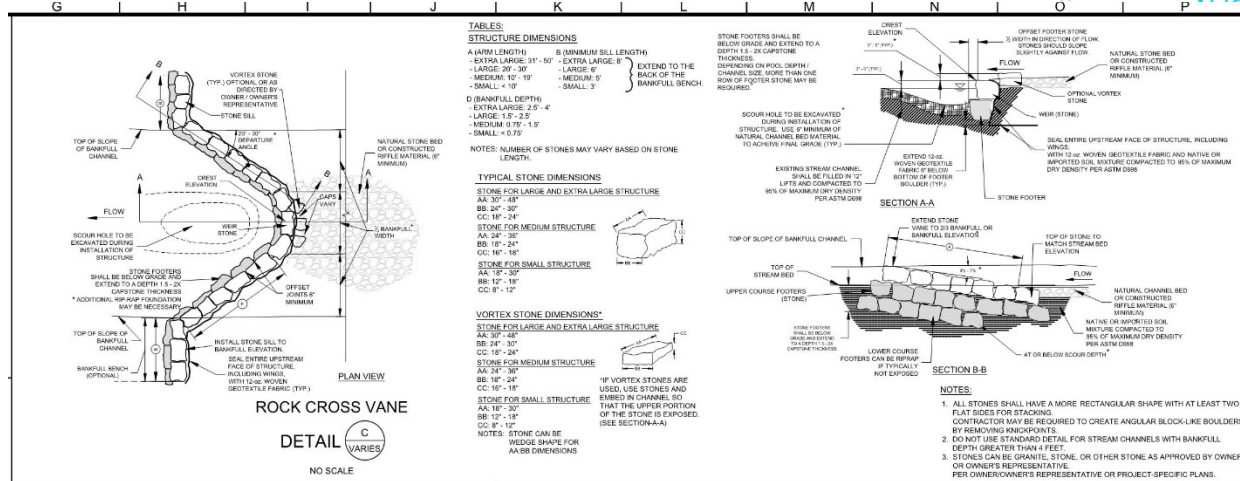 G
H
I
J
K
L
M
N
O
P
B
VORTEX STONE
(TYP.) OPTIONAL OR AS
DIRECTED BY
OWNER / OWNER'S
REPRESENTATIVE
STONE SILL
20° - 30°
DEPARTURE
ANGLE
TOP OF SLOPE
OF BANKFULL
CHANNEL
NATURAL STONE BED
OR CONSTRUCTED
RIFFLE MATERIAL (6"
MINIMUM)
CREST
ELEVATION
A
A
B
GAPS
VARY
FLOW
WEIR
STONE
SCOUR HOLE TO BE
EXCAVATED DURING
INSTALLATION OF
STRUCTURE
BANKFULL
WIDTH
STONE FOOTERS
SHALL BE BELOW GRADE AND
EXTEND TO A DEPTH 1.5 - 2X
CAPSTONE THICKNESS
* ADDITIONAL RIP-RAP FOUNDATION
MAY BE NECESSARY
OFFSET
JOINTS 6"
MINIMUM
TOP OF SLOPE OF
BANKFULL
CHANNEL
INSTALL STONE SILL TO
BANKFULL ELEVATION.
SEAL ENTIRE UPSTREAM
FACE OF STRUCTURE,
INCLUDING WINGS,
WITH 12-oz. WOVEN
GEOTEXTILE FABRIC (TYP.)
BANKFULL BENCH
(OPTIONAL)
PLAN VIEW
ROCK CROSS VANE
DETAIL
C
VARIES
NO SCALE
TABLES:
STRUCTURE DIMENSIONS
A (ARM LENGTH)
- EXTRA LARGE: 31' - 50'
- LARGE: 20' - 30'
- MEDIUM: 10' - 19'
- SMALL: < 10'
B (MINIMUM SILL LENGTH)
- EXTRA LARGE: 8'
- LARGE: 6'
- MEDIUM: 5'
- SMALL: 3'
EXTEND TO THE
BACK OF THE
BANKFULL BENCH.
D (BANKFULL DEPTH)
- EXTRA LARGE: 2.5' - 4'
- LARGE: 1.5' - 2.5'
- MEDIUM: 0.75' - 1.5'
- SMALL: < 0.75'
NOTES: NUMBER OF STONES MAY VARY BASED ON STONE
LENGTH.
TYPICAL STONE DIMENSIONS
STONE FOR LARGE AND EXTRA LARGE STRUCTURE
AA: 30" - 48"
BB: 24" - 30"
CC: 18" - 24"
STONE FOR MEDIUM STRUCTURE
AA: 24" - 36"
BB: 18" - 24"
CC: 16" - 18"
STONE FOR SMALL STRUCTURE
AA: 18" - 30"
BB: 12" - 18"
CC: 8" - 12"
AA
CC
BB
VORTEX STONE DIMENSIONS*
STONE FOR LARGE AND EXTRA LARGE STRUCTURE
AA: 30" - 48"
BB: 24" - 30"
CC: 18" - 24"
STONE FOR MEDIUM STRUCTURE
AA: 24" - 36"
BB: 18" - 24"
CC: 16" - 18"
STONE FOR SMALL STRUCTURE
AA: 18" - 30"
BB: 12" - 18"
CC: 8" - 12"
NOTES: STONE CAN BE
WEDGE SHAPE FOR
AA:BB DIMENSIONS
AA
CC
BB
*IF VORTEX STONES ARE
USED, USE STONES AND
EMBED IN CHANNEL SO
THAT THE UPPER PORTION
OF THE STONE IS EXPOSED.
(SEE SECTION-A-A)
STONE FOOTERS SHALL BE
BELOW GRADE AND EXTEND TO A
DEPTH 1.5 - 2X CAPSTONE
THICKNESS.
DEPENDING ON POOL DEPTH /
CHANNEL SIZE, MORE THAN ONE
ROW OF FOOTER STONE MAY BE
REQUIRED
CREST
ELEVATION
OFFSET FOOTER STONE
½ WIDTH IN DIRECTION OF FLOW.
STONES SHOULD SLOPE
SLIGHTLY AGAINST FLOW.
FLOW
NATURAL STONE BED
OR CONSTRUCTED
RIFFLE MATERIAL (6"
MINIMUM)
OPTIONAL VORTEX
STONE
WEIR (STONE)
SCOUR HOLE TO BE EXCAVATED
DURING INSTALLATION OF
STRUCTURE. USE 6" MINIMUM OF
NATURAL CHANNEL BED MATERIAL
TO ACHEIVE FINAL GRADE (TYP.)
SEAL ENTIRE UPSTREAM FACE OF STRUCTURE, INCLUDING
WINGS,
WITH 12-oz. WOVEN GEOTEXTILE FABRIC AND NATIVE OR
IMPORTED SOIL MIXTURE COMPACTED TO 95% OF MAXIMUM
DRY DENSITY PER ASTM D698
EXISTING STREAM CHANNEL
SHALL BE FILLED IN 12"
LIFTS AND COMPACTED TO
95% OF MAXIMUM DRY DENSITY
PER ASTM D698
EXTEND 12-oz.
WOVEN GEOTEXTILE
FABRIC 6" BELOW
BOTTOM OF FOOTER
BOULDER (TYP.)
STONE FOOTER
SECTION A-A
EXTEND STONE
VANE TO 2/3 BANKFULL OR
BANKFULL ELEVATION
TOP OF SLOPE OF BANKFULL CHANNEL
A
TOP OF STONE TO
MATCH STREAM BED
ELEVATION
TOP OF
STREAM BED
FLOW
UPPER COURSE FOOTERS
(STONE)
NATURAL CHANNEL BED
OR CONSTRUCTED
RIFFLE MATERIAL (6"
MINIMUM)
STONE FOOTERS
SHALL BE BELOW
GRADE AND EXTEND
TO A DEPTH 1.5 - 2X
CAPSTONE THICKNESS
NATIVE OR IMPORTED SOIL
MIXTURE COMPACTED TO
95% OF MAXIMUM DRY DENSITY
PER ASTM D698
LOWER COURSE
FOOTERS CAN BE RIPRAP
IF TYPICALLY
NOT EXPOSED
AT OR BELOW SCOUR DEPTH
SECTION B-B
NOTES:
1. ALL STONES SHALL HAVE A MORE RECTANGULAR SHAPE WITH AT LEAST TWO
FLAT SIDES FOR STACKING.
CONTRACTOR MAY BE REQUIRED TO CREATE ANGULAR BLOCK-LIKE BOULDERS
BY REMOVING KNICKPOINTS.
2. DO NOT USE STANDARD DETAIL FOR STREAM CHANNELS WITH BANKFULL
DEPTH GREATER THAN 4 FEET.
3. STONES CAN BE GRANITE, STONE, OR OTHER STONE AS APPROVED BY OWNER
OR OWNER'S REPRESENTATIVE.
PER OWNER/OWNER'S REPRESENTATIVE OR PROJECT-SPECIFIC PLANS.